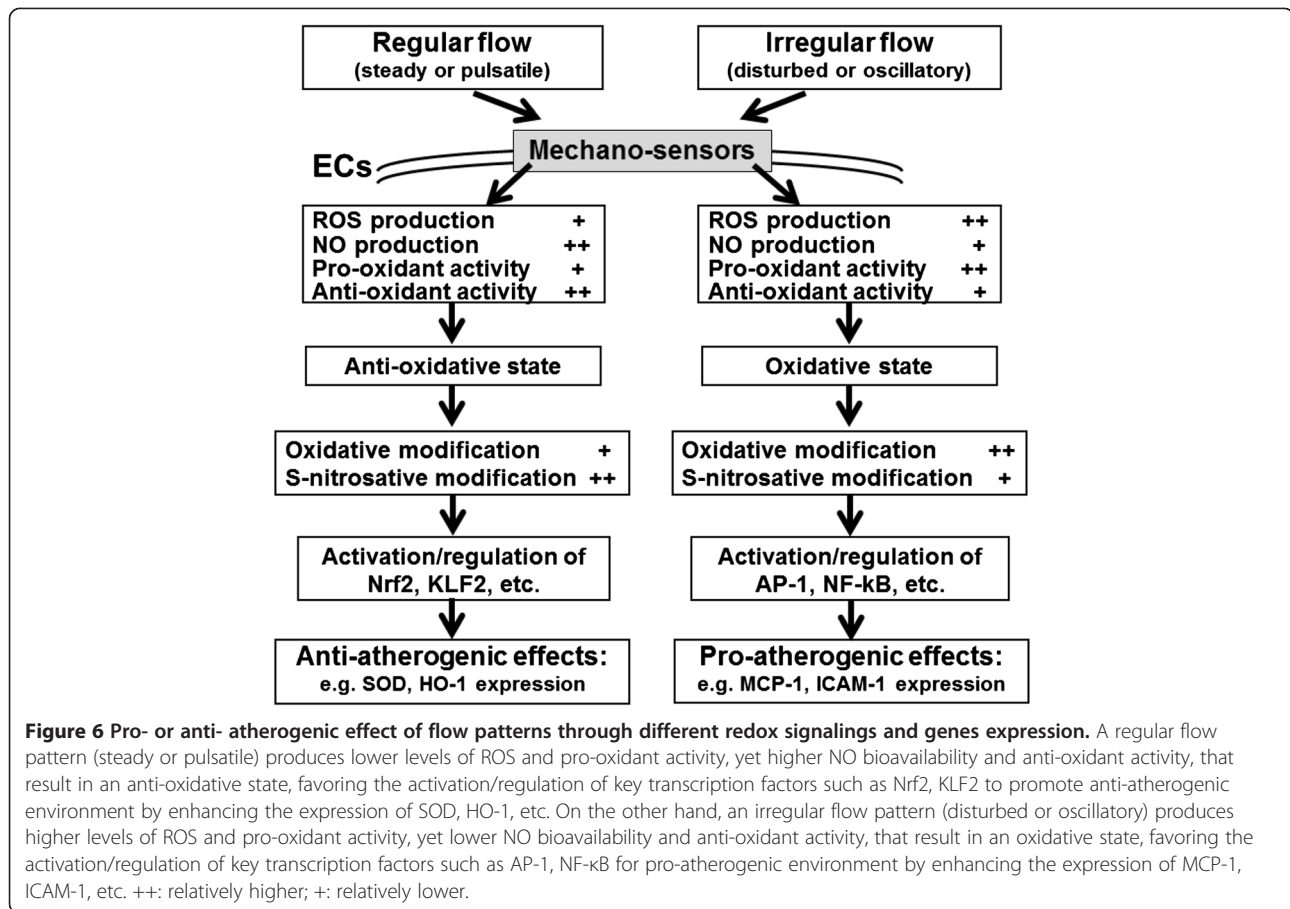 Regular flow
(steady or pulsatile)
Irregular flow
(disturbed or oscillatory)
Mechano-sensors
ECs
ROS production +
NO production ++
Pro-oxidant activity +
Anti-oxidant activity ++
ROS production ++
NO production +
Pro-oxidant activity ++
Anti-oxidant activity +
Anti-oxidative state
Oxidative state
Oxidative modification +
S-nitrosative modification ++
Oxidative modification ++
S-nitrosative modification +
Activation/regulation of
Nrf2, KLF2, etc.
Activation/regulation of
AP-1, NF-kB, etc.
Anti-atherogenic effects:
e.g. SOD, HO-1 expression
Pro-atherogenic effects:
e.g. MCP-1, ICAM-1 expression
Figure 6 Pro- or anti- atherogenic effect of flow patterns through different redox signalings and genes expression. A regular flow
pattern (steady or pulsatile) produces lower levels of ROS and pro-oxidant activity, yet higher NO bioavailability and anti-oxidant activity, that
result in an anti-oxidative state, favoring the activation/regulation of key transcription factors such as Nrf2, KLF2 to promote anti-atherogenic
environment by enhancing the expression of SOD, HO-1, etc. On the other hand, an irregular flow pattern (disturbed or oscillatory) produces
higher levels of ROS and pro-oxidant activity, yet lower NO bioavailability and anti-oxidant activity, that result in an oxidative state, favoring the
activation/regulation of key transcription factors such as AP-1, NF-κB for pro-atherogenic environment by enhancing the expression of MCP-1,
ICAM-1, etc. ++: relatively higher; +: relatively lower.